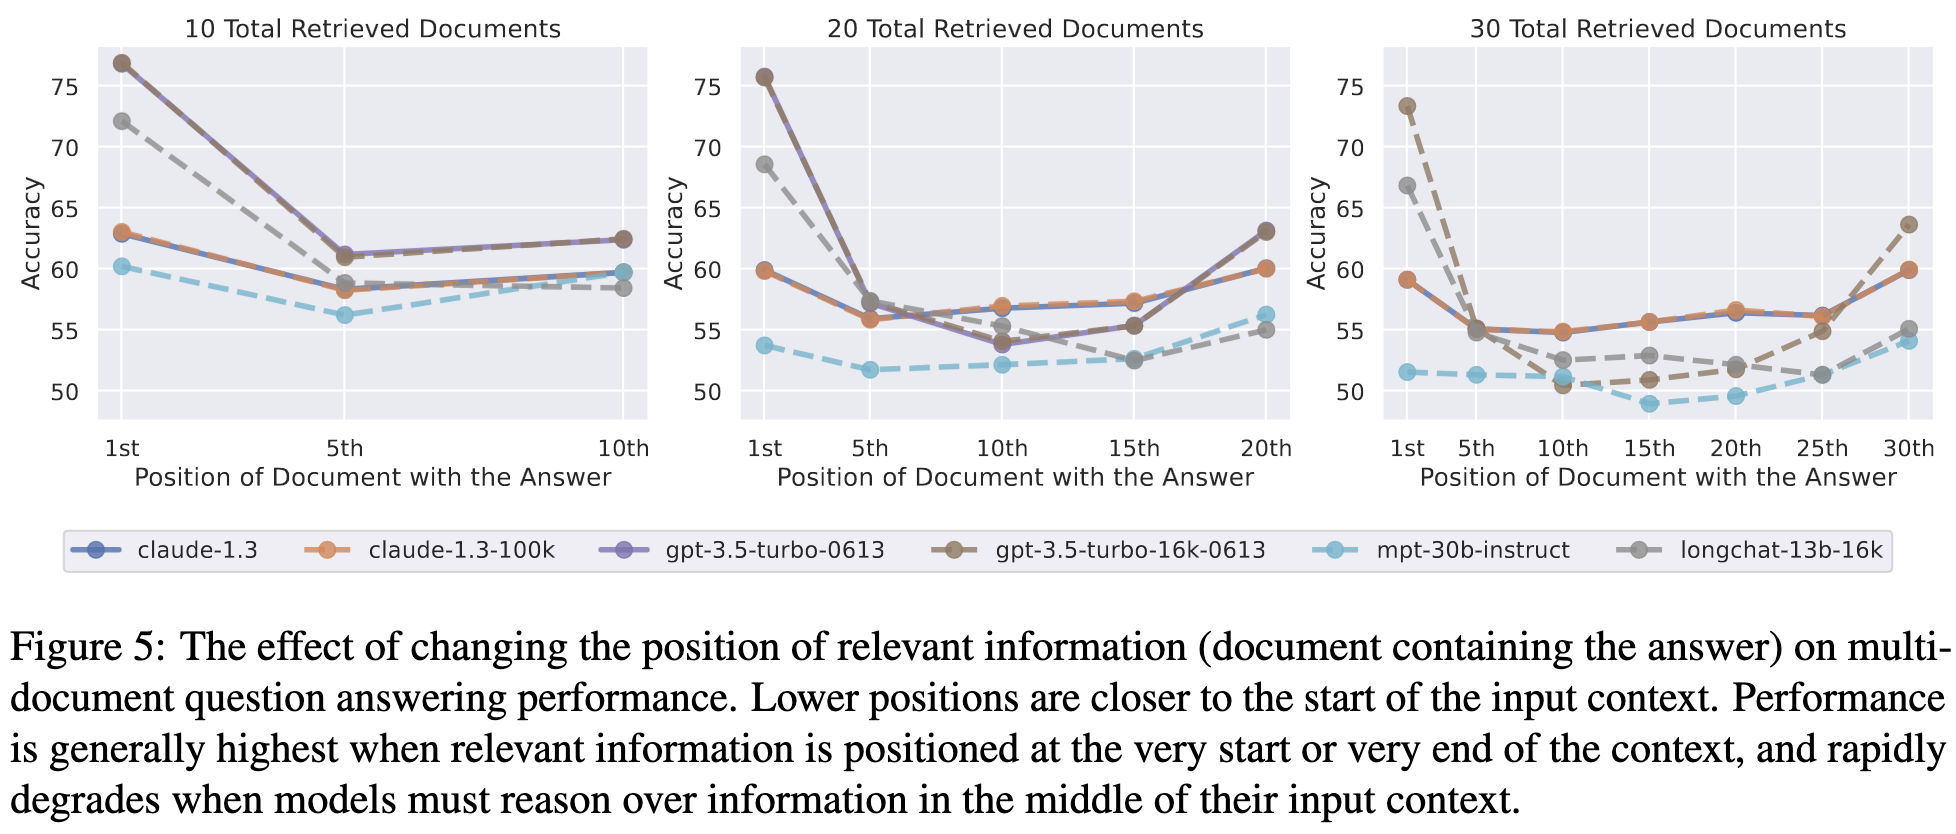 10 Total Retrieved Documents
20 Total Retrieved Documents
30 Total Retrieved Documents
75
70
65
60
55
50
Accuracy
1st 5th 10th
Position of Document with the Answer
75
70
65
60
55
50
Accuracy
1st 5th 10th 15th 20th
Position of Document with the Answer
75
70
65
60
55
50
Accuracy
1st 5th 10th 15th 20th 25th 30th
Position of Document with the Answer
claude-1.3 claude-1.3-100k gpt-3.5-turbo-0613 gpt-3.5-turbo-16k-0613 mpt-30b-instruct longchat-13b-16k
Figure 5: The effect of changing the position of relevant information (document containing the answer) on multi-
document question answering performance. Lower positions are closer to the start of the input context. Performance
is generally highest when relevant information is positioned at the very start or very end of the context, and rapidly
degrades when models must reason over information in the middle of their input context.